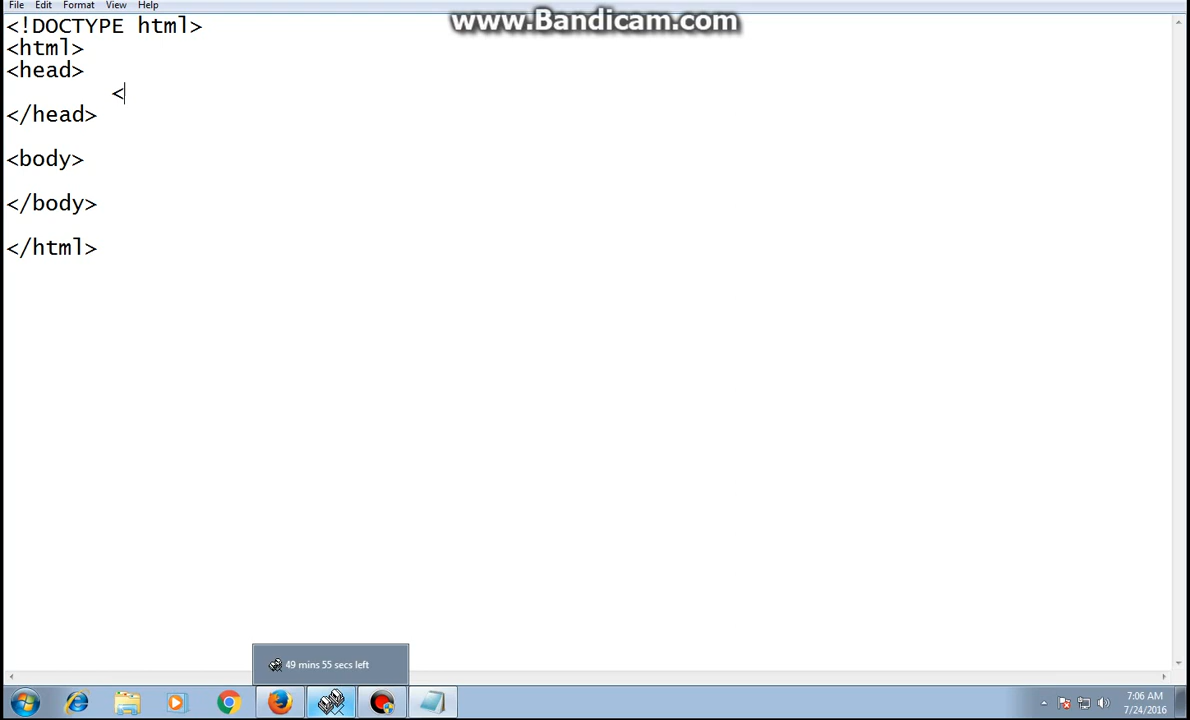 File Edit Format View Help
www.Bandicam.com
<!DOCTYPE html>
<html>
<head>
<
</head>
<body>
</body>
</html>
49 mins 55 secs left
7:06 AM
7/24/2016